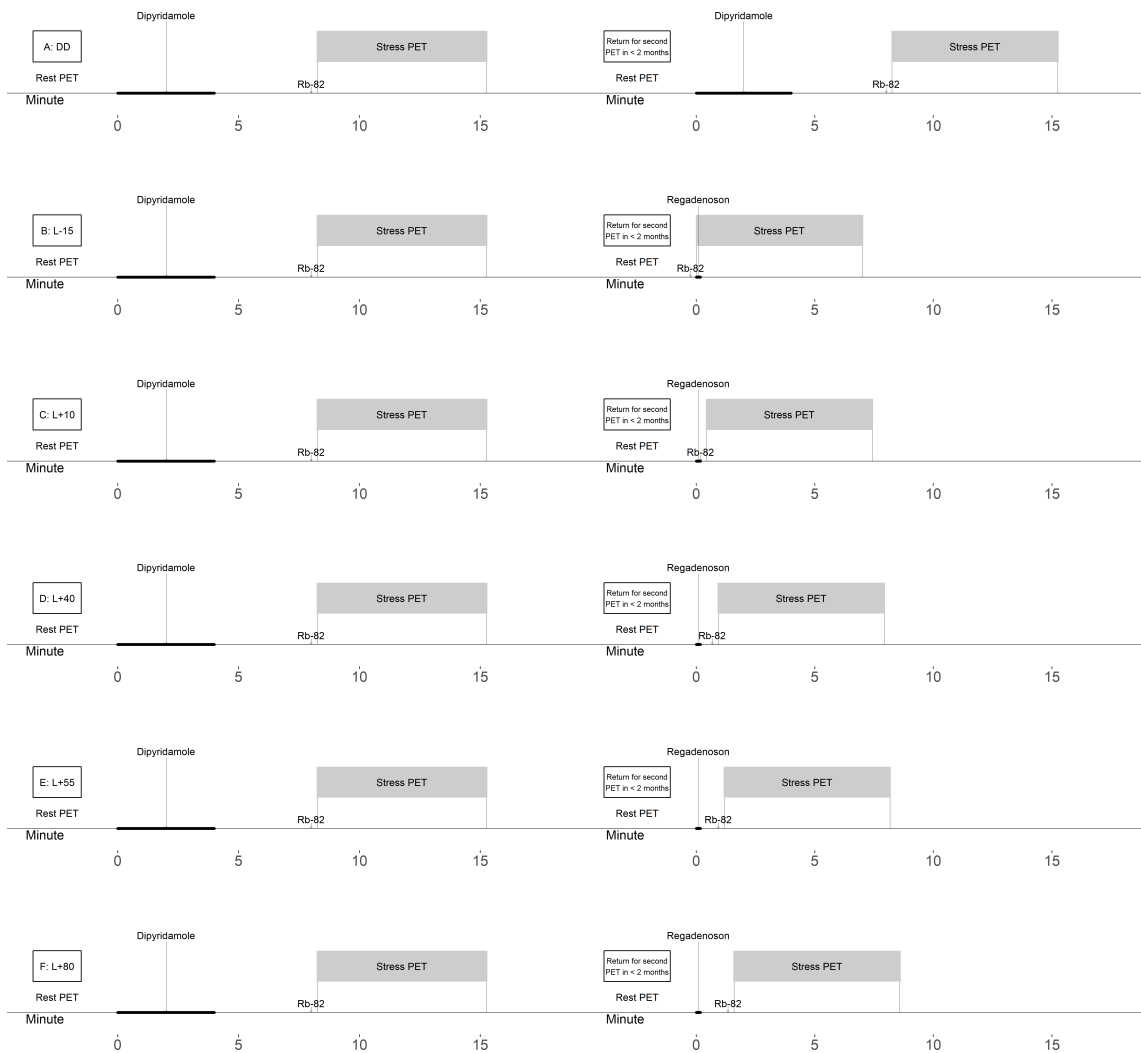 Dipyridamole
Dipyridamole
A: DD
Stress PET
Return for second
PET in < 2 months
Stress PET
Rest PET
Rb-82
Rest PET
Rb-82
Minute
Minute
0 5 10 15
0 5 10 15
Dipyridamole
Regadenoson
B: L-15
Stress PET
Return for second
PET in < 2 months
Stress PET
Rest PET
Rb-82
Rest PET
Rb-82
Minute
Minute
0 5 10 15
0 5 10 15
Dipyridamole
Regadenoson
C: L+10
Stress PET
Return for second
PET in < 2 months
Stress PET
Rest PET
Rb-82
Rest PET
Rb-82
Minute
Minute
0 5 10 15
0 5 10 15
Dipyridamole
Regadenoson
D: L+40
Stress PET
Return for second
PET in < 2 months
Stress PET
Rest PET
Rb-82
Rest PET
Rb-82
Minute
Minute
0 5 10 15
0 5 10 15
Dipyridamole
Regadenoson
E: L+55
Stress PET
Return for second
PET in < 2 months
Stress PET
Rest PET
Rb-82
Rest PET
Rb-82
Minute
Minute
0 5 10 15
0 5 10 15
Dipyridamole
Regadenoson
F: L+80
Stress PET
Return for second
PET in < 2 months
Stress PET
Rest PET
Rb-82
Rest PET
Rb-82
Minute
Minute
0 5 10 15
0 5 10 15